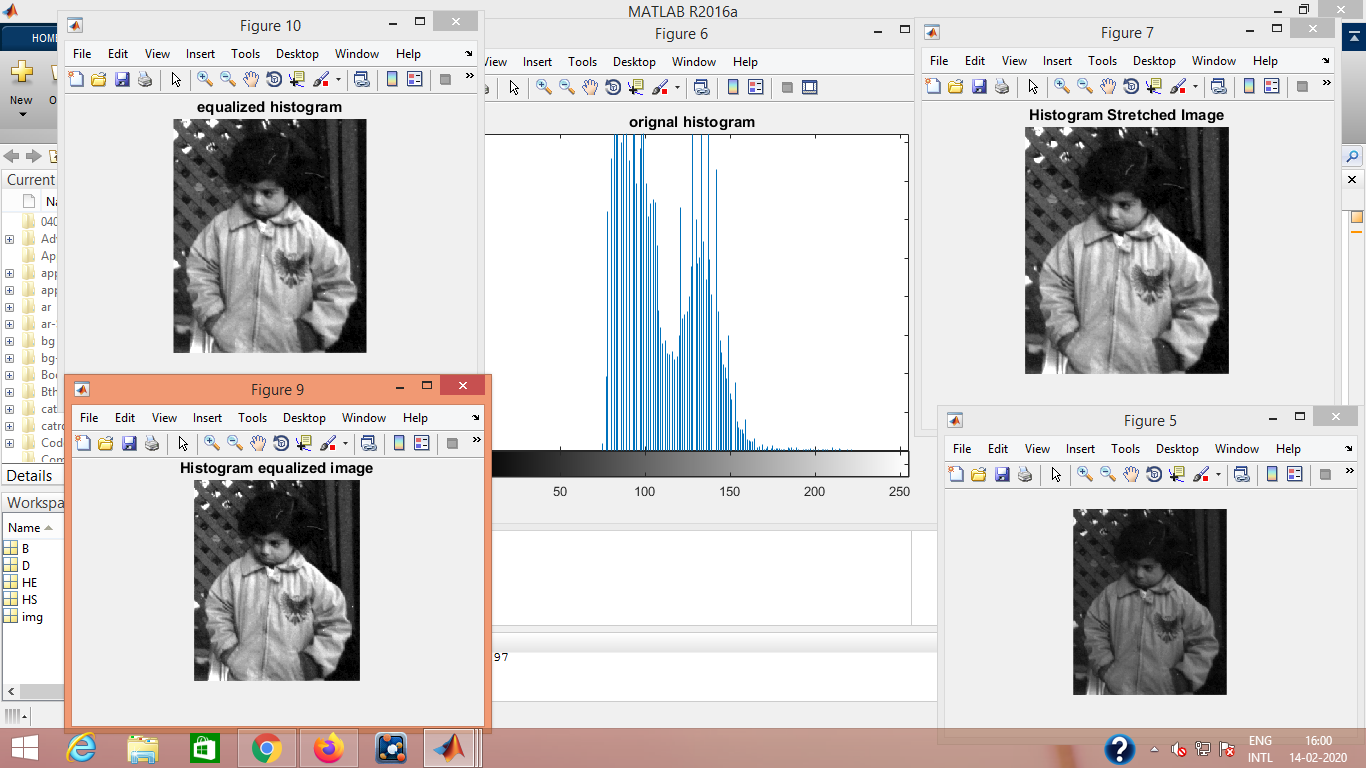 MATLAB R2016a
HOME
New
Current
Details
Workspa
Name
B
D
HE
HS
img
040
Adv
App
app
app
ar
ar-
bg
bg-
Boo
Bth
cat
catro
Cod
Com
Figure 10
File Edit View Insert Tools Desktop Window Help
equalized histogram
Figure 6
View Insert Tools Desktop Window Help
orignal histogram
50 100 150 200 250
97
Figure 7
File Edit View Insert Tools Desktop Window Help
Histogram Stretched Image
Figure 9
File Edit View Insert Tools Desktop Window Help
Histogram equalized image
Figure 5
File Edit View Insert Tools Desktop Window Help
ENG 16:00
INTL 14-02-2020